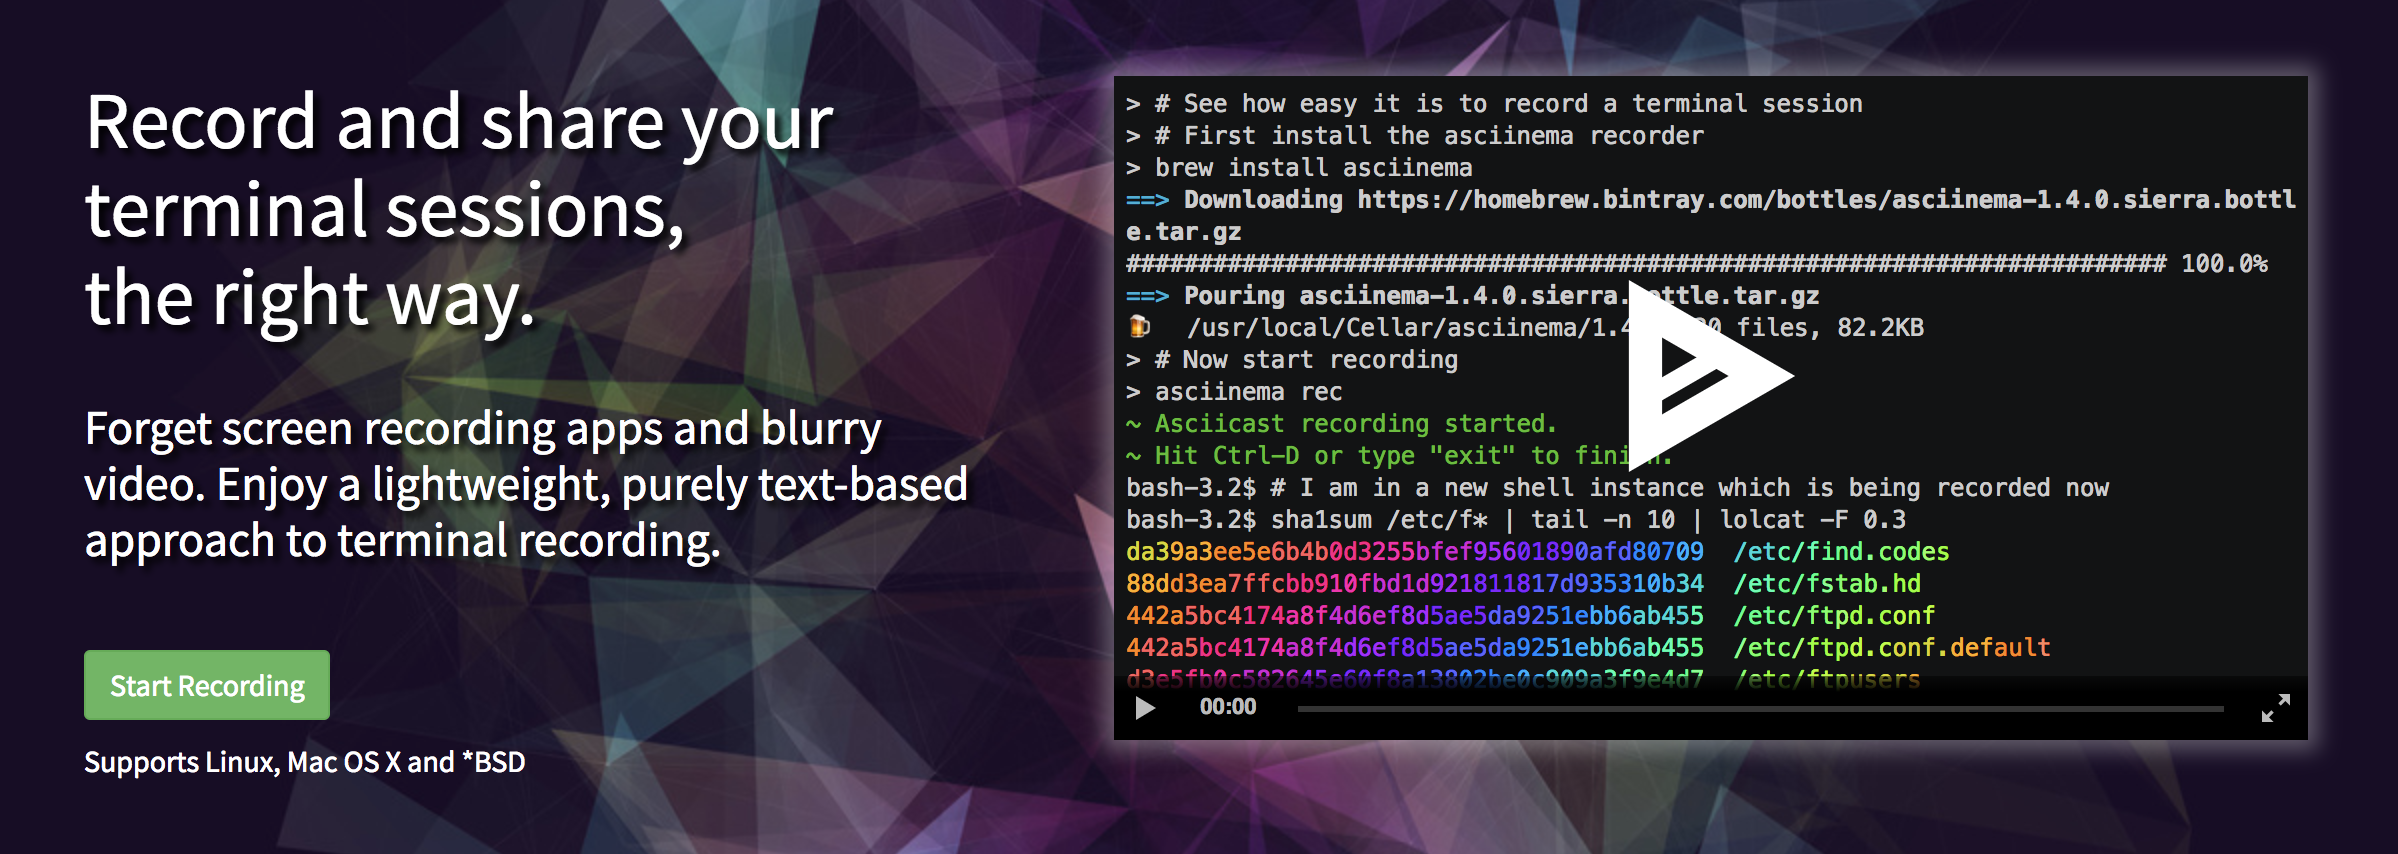 Record and share your
terminal sessions,
the right way.
Forget screen recording apps and blurry
video. Enjoy a lightweight, purely text-based
approach to terminal recording.
Start Recording
Supports Linux, Mac OS X and *BSD
> # See how easy it is to record a terminal session
> # First install the asciinema recorder
> brew install asciinema
==> Downloading https://homebrew.bintray.com/bottles/asciinema-1.4.0.sierra.bottl
e.tar.gz
######################################################################## 100.0%
==> Pouring asciinema-1.4.0.sierra.bottle.tar.gz
/usr/local/Cellar/asciinema/1.4 files, 82.2KB
> # Now start recording
> asciinema rec
~ Asciicast recording started.
~ Hit Ctrl-D or type "exit" to finish.
bash-3.2$ # I am in a new shell instance which is being recorded now
bash-3.2$ sha1sum /etc/f* | tail -n 10 | lolcat -F 0.3
da39a3ee5e6b4b0d3255bfef95601890afd80709 /etc/find.codes
88dd3ea7ffcbb910fbd1d921811817d935310b34 /etc/fstab.hd
442a5bc4174a8f4d6ef8d5ae5da9251ebb6ab455 /etc/ftpd.conf
442a5bc4174a8f4d6ef8d5ae5da9251ebb6ab455 /etc/ftpd.conf.default
d3e5fb0c582645e60f8a13802be0c909a3f9e4d7 /etc/ftpusers
00:00